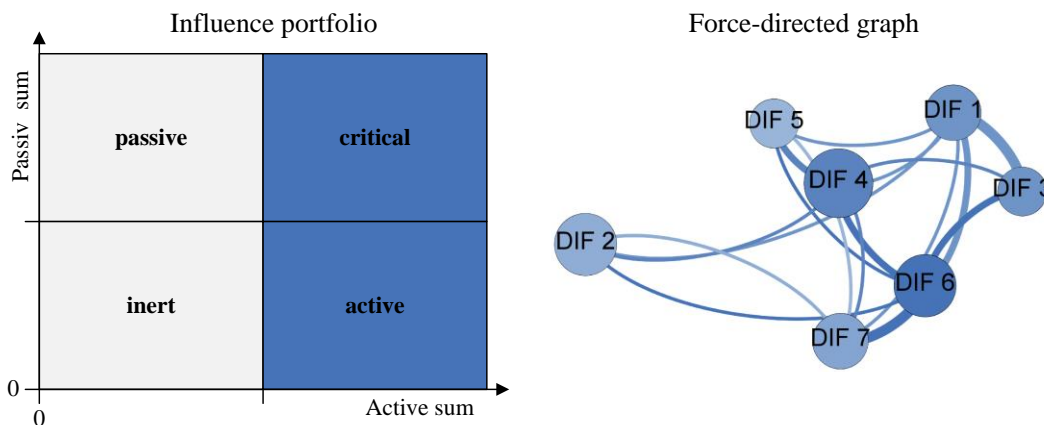 Influence portfolio
Passiv sum
passive
critical
inert
active
0
0
Active sum
Force-directed graph
DIF 1
DIF 5
DIF 4
DIF 3
DIF 2
DIF 6
DIF 7